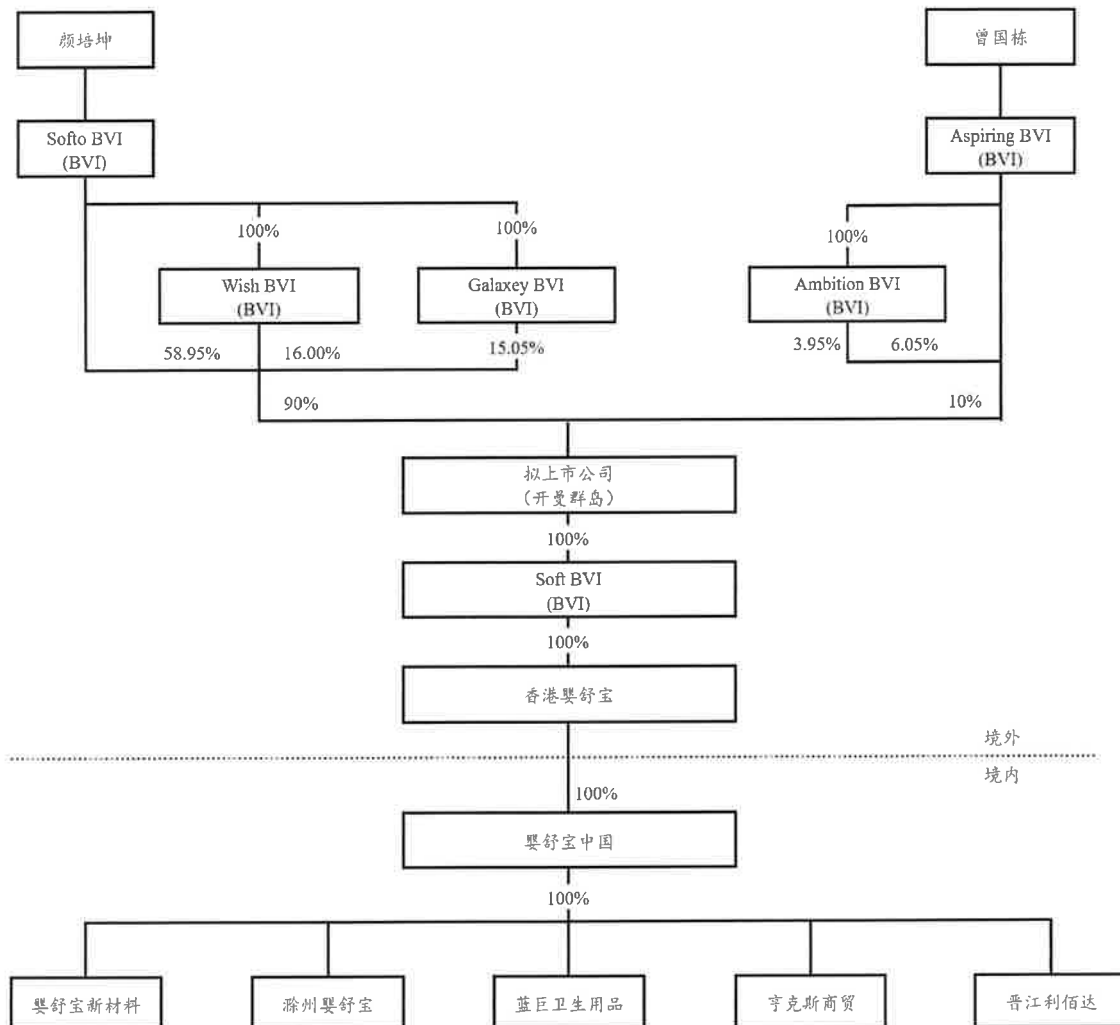 颜培坤
曾国栋
Softo BVI
(BVI)
Aspiring BVI
(BVI)
100%
100%
100%
Wish BVI
(BVI)
Galaxey BVI
(BVI)
Ambition BVI
(BVI)
58.95%
16.00%
15.05%
3.95%
6.05%
90%
10%
拟上市公司
（开曼群岛）
100%
Soft BVI
(BVI)
100%
香港婴舒宝
境外
境内
100%
婴舒宝中国
100%
婴舒宝新材料
滁州婴舒宝
蓝巨卫生用品
亨克斯商贸
晋江利佰达